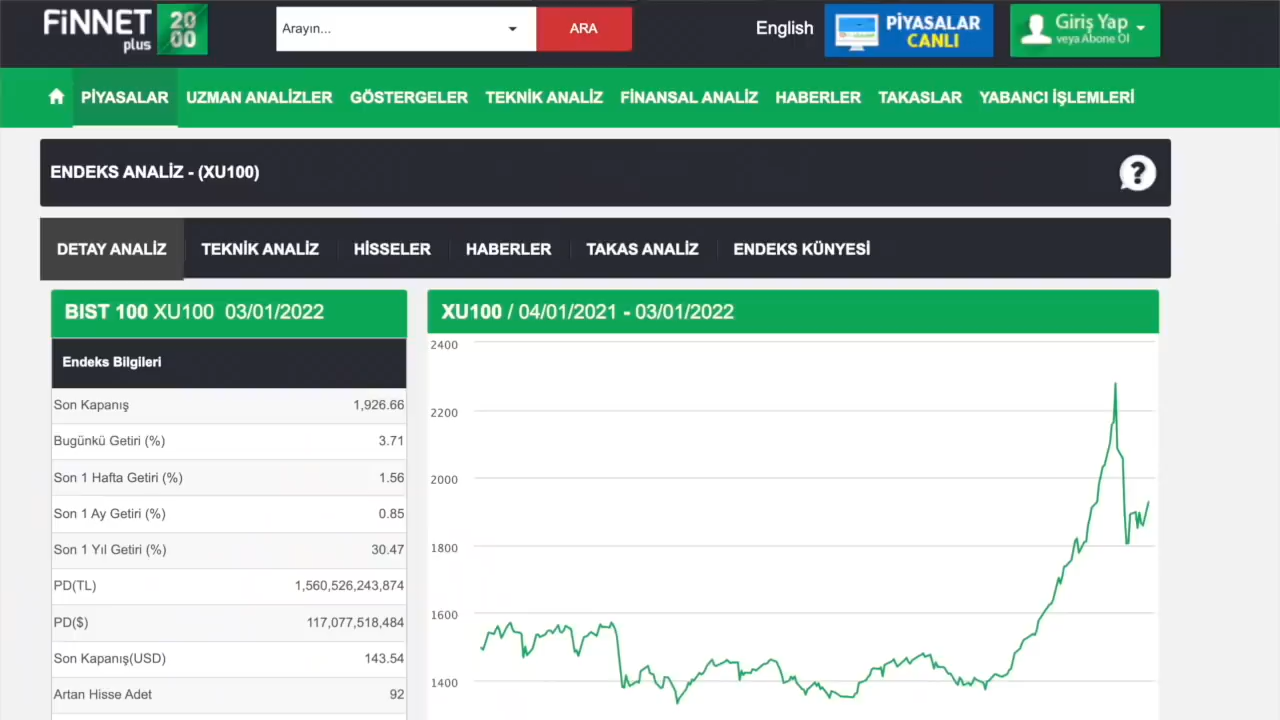 FiNNET 2000
plus
Arayın...
ARA
English
PİYASALAR
CANLI
Giriş Yap
veya Abone Ol
PİYASALAR UZMAN ANALİZLER GÖSTERGELER TEKNİK ANALİZ FİNANSAL ANALİZ HABERLER TAKASLAR YABANCI İŞLEMLERİ
ENDEKS ANALİZ - (XU100)
?
DETAY ANALİZ TEKNİK ANALİZ HİSSELER HABERLER TAKAS ANALİZ ENDEKS KÜNYESİ
BIST 100 XU100 03/01/2022
Endeks Bilgileri
Son Kapanış 1,926.66
Bugünkü Getiri (%) 3.71
Son 1 Hafta Getiri (%) 1.56
Son 1 Ay Getiri (%) 0.85
Son 1 Yıl Getiri (%) 30.47
PD(TL) 1,560,526,243,874
PD($) 117,077,518,484
Son Kapanış(USD) 143.54
Artan Hisse Adet 92
XU100 / 04/01/2021 - 03/01/2022
2400
2200
2000
1800
1600
1400